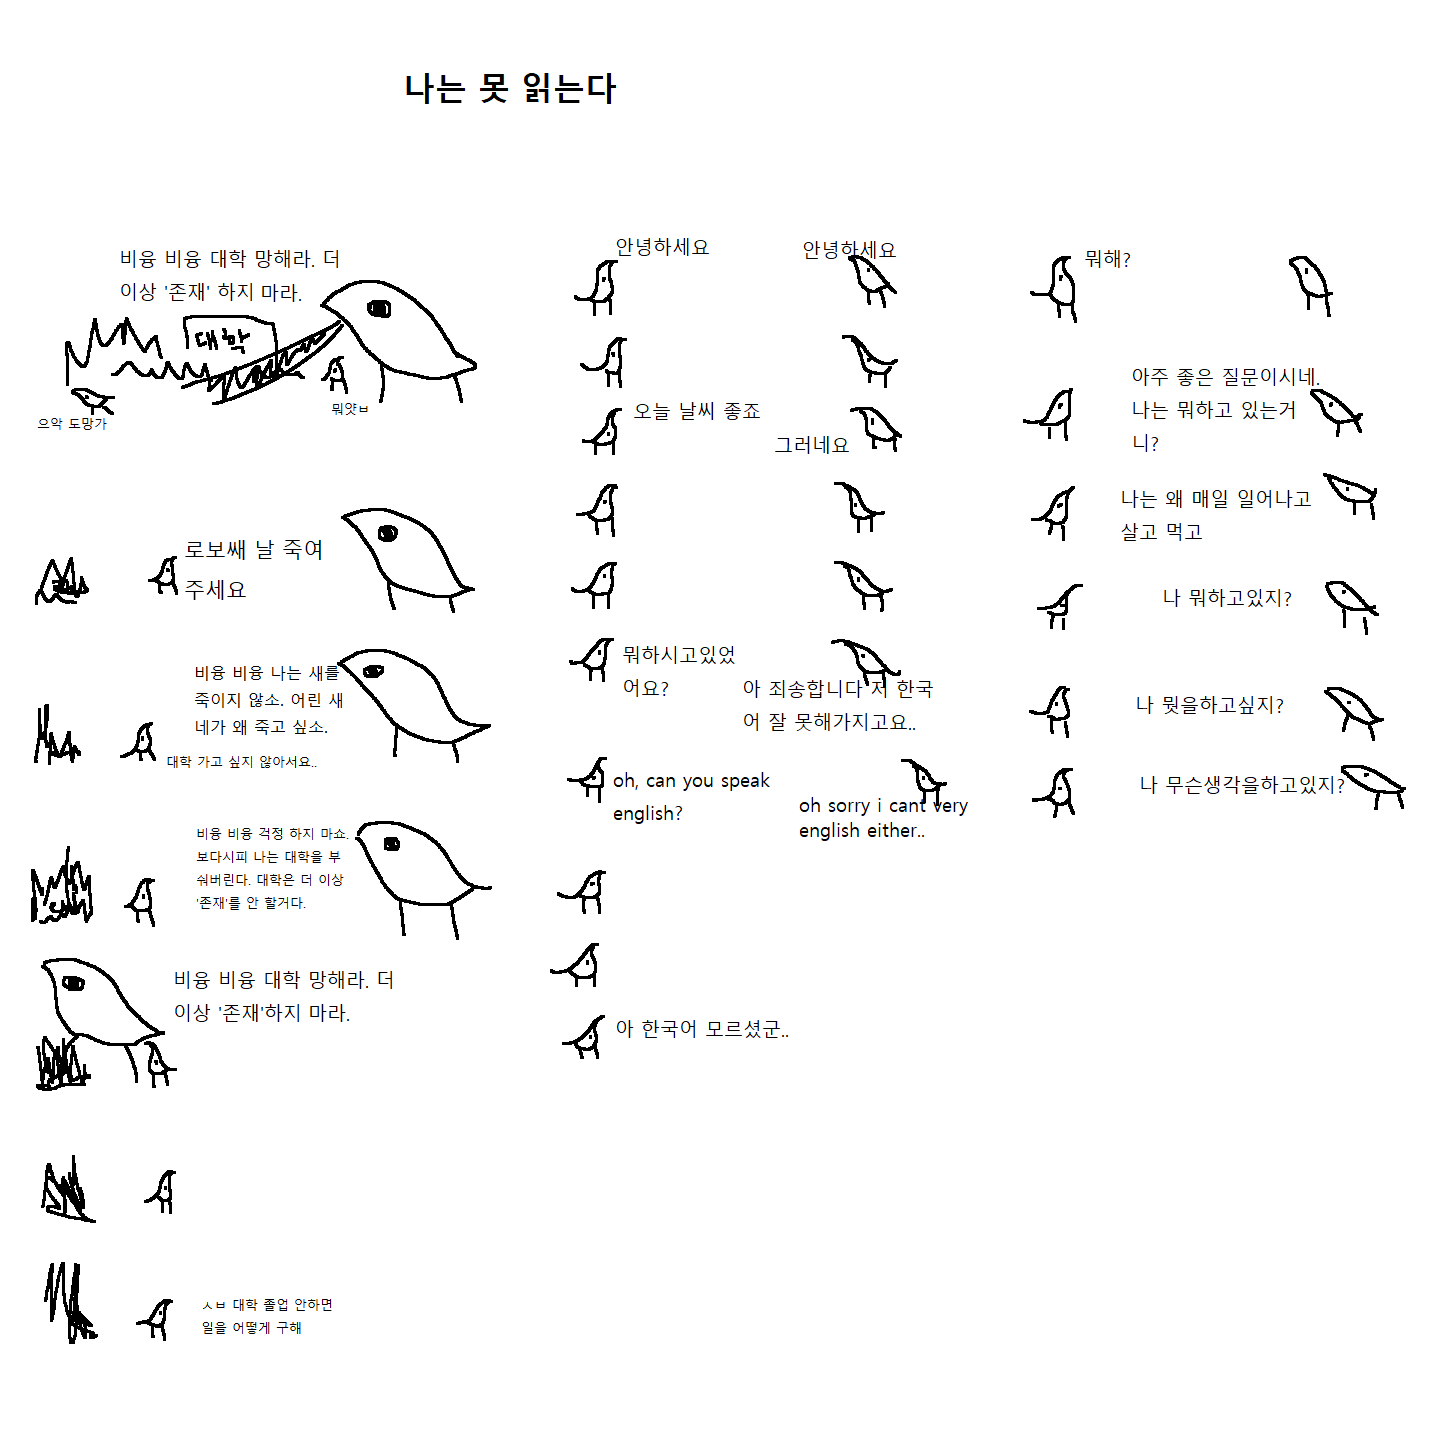 나는 못 읽는다
비융 비융 대학 망해라. 더
이상 '존재' 하지 마라.
대학
뭐얏ㅂ
으악 도망가
로보쌔 날 죽여
주세요
비융 비융 나는 새를
죽이지 않소. 어린 새
네가 왜 죽고 싶소.
대학 가고 싶지 않아서요..
비융 비융 걱정 하지 마쇼.
보다시피 나는 대학을 부
숴버린다. 대학은 더 이상
'존재'를 안 할거다.
비융 비융 대학 망해라. 더
이상 '존재'하지 마라.
ㅅㅂ 대학 졸업 안하면
일을 어떻게 구해
안녕하세요
안녕하세요
오늘 날씨 좋죠
그러네요
뭐하시고있었
어요?
아 죄송합니다 저 한국
어 잘 못해가지고요..
oh, can you speak
english?
oh sorry i cant very
english either..
아 한국어 모르셨군..
뭐해?
아주 좋은 질문이시네.
나는 뭐하고 있는거
니?
나는 왜 매일 일어나고
살고 먹고
나 뭐하고있지?
나 뭣을하고싶지?
나 무슨생각을하고있지?